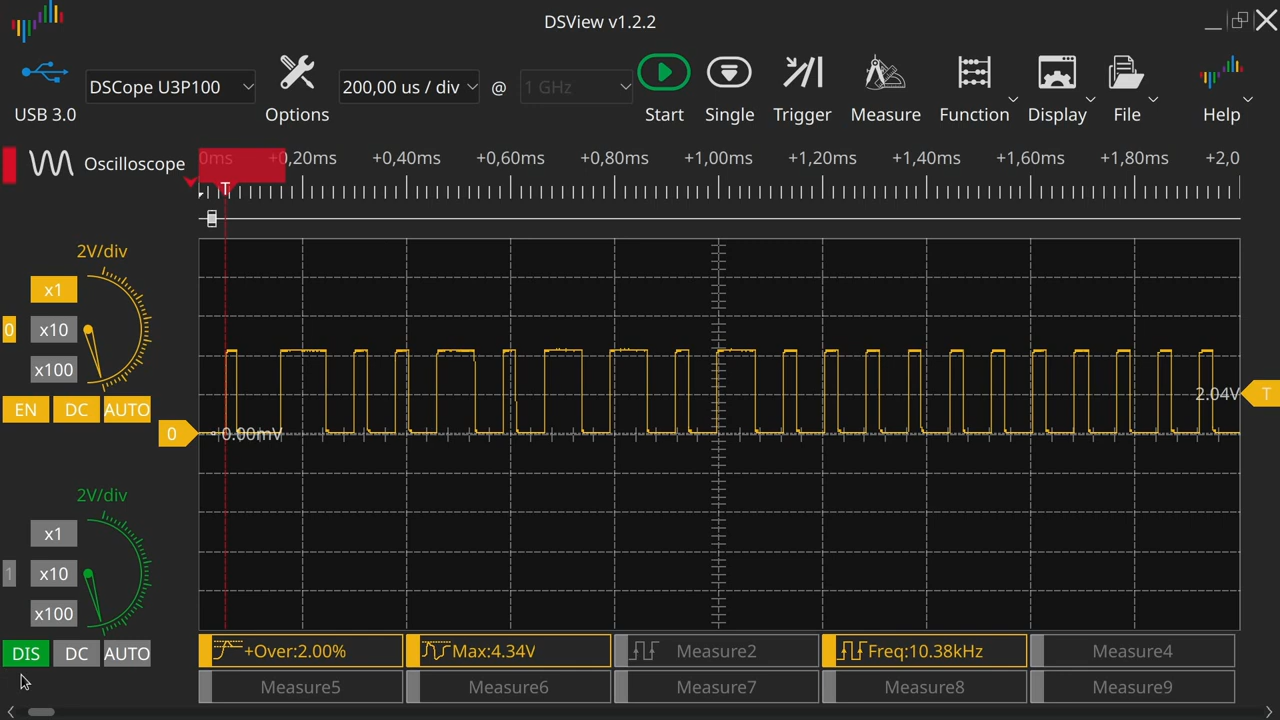 DSView v1.2.2
USB 3.0
DSCope U3P100
Options
200,00 us / div
@
1 GHz
Start
Single
Trigger
Measure
Function
Display
File
Help
Oscilloscope
0ms
+0,20ms
+0,40ms
+0,60ms
+0,80ms
+1,00ms
+1,20ms
+1,40ms
+1,60ms
+1,80ms
+2,0
T
2V/div
x1
0
x10
x100
EN
DC
AUTO
0
0.00mV
2.04V
T
2V/div
x1
1
x10
x100
DIS
DC
AUTO
+Over:2.00%
Max:4.34V
Measure2
Freq:10.38kHz
Measure4
Measure5
Measure6
Measure7
Measure8
Measure9